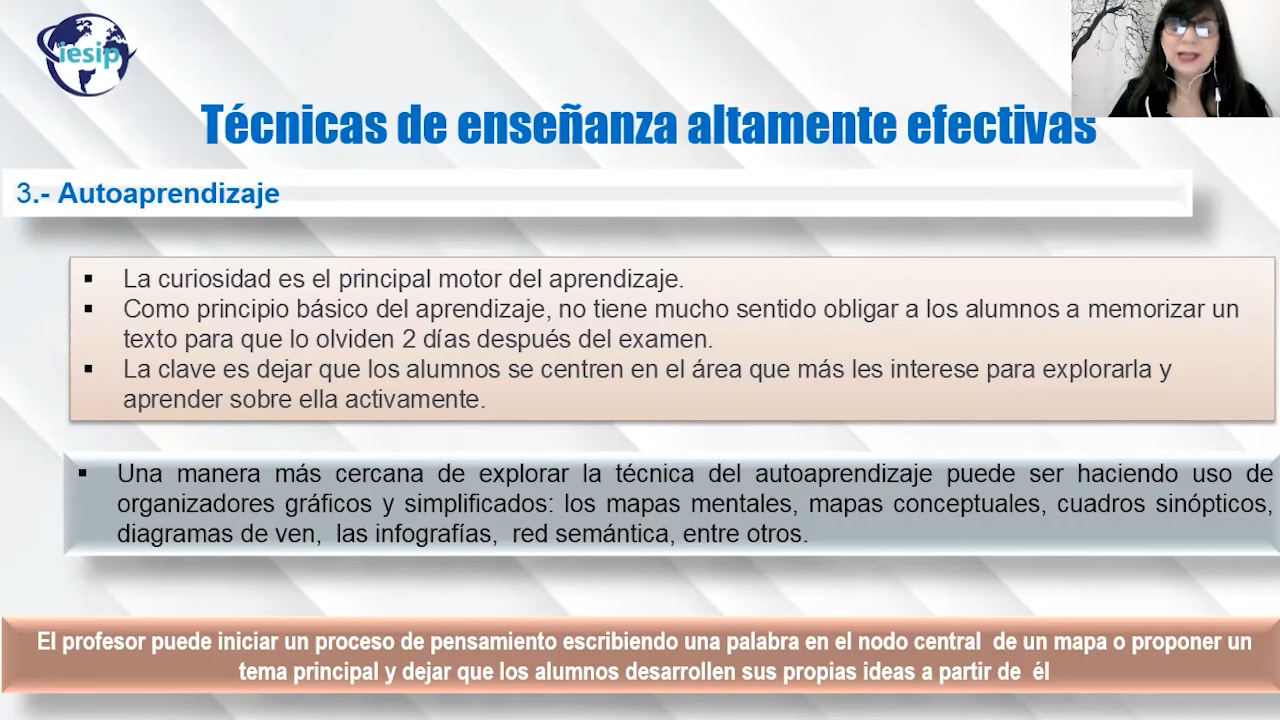 iesip
Técnicas de enseñanza altamente efectivas
3.- Autoaprendizaje
▪ La curiosidad es el principal motor del aprendizaje.
▪ Como principio básico del aprendizaje, no tiene mucho sentido obligar a los alumnos a memorizar un
texto para que lo olviden 2 días después del examen.
▪ La clave es dejar que los alumnos se centren en el área que más les interese para explorarla y
aprender sobre ella activamente.
▪ Una manera más cercana de explorar la técnica del autoaprendizaje puede ser haciendo uso de
organizadores gráficos y simplificados: los mapas mentales, mapas conceptuales, cuadros sinópticos,
diagramas de ven, las infografías, red semántica, entre otros.
El profesor puede iniciar un proceso de pensamiento escribiendo una palabra en el nodo central de un mapa o proponer un
tema principal y dejar que los alumnos desarrollen sus propias ideas a partir de él